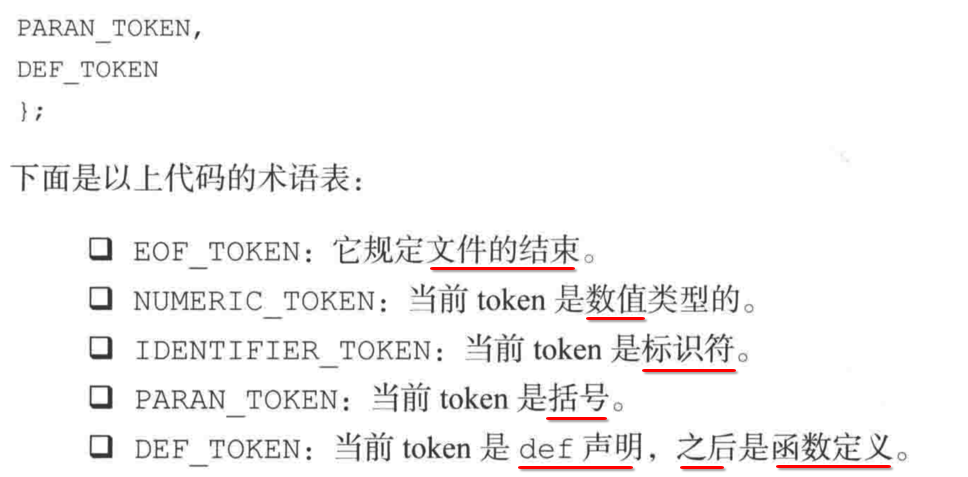 PARAN_TOKEN,
DEF_TOKEN
};
下面是以上代码的术语表：
❑ EOF_TOKEN：它规定文件的结束。
❑ NUMERIC_TOKEN：当前 token 是数值类型的。
❑ IDENTIFIER_TOKEN：当前 token 是标识符。
❑ PARAN_TOKEN：当前 token 是括号。
❑ DEF_TOKEN：当前 token 是 def 声明，之后是函数定义。